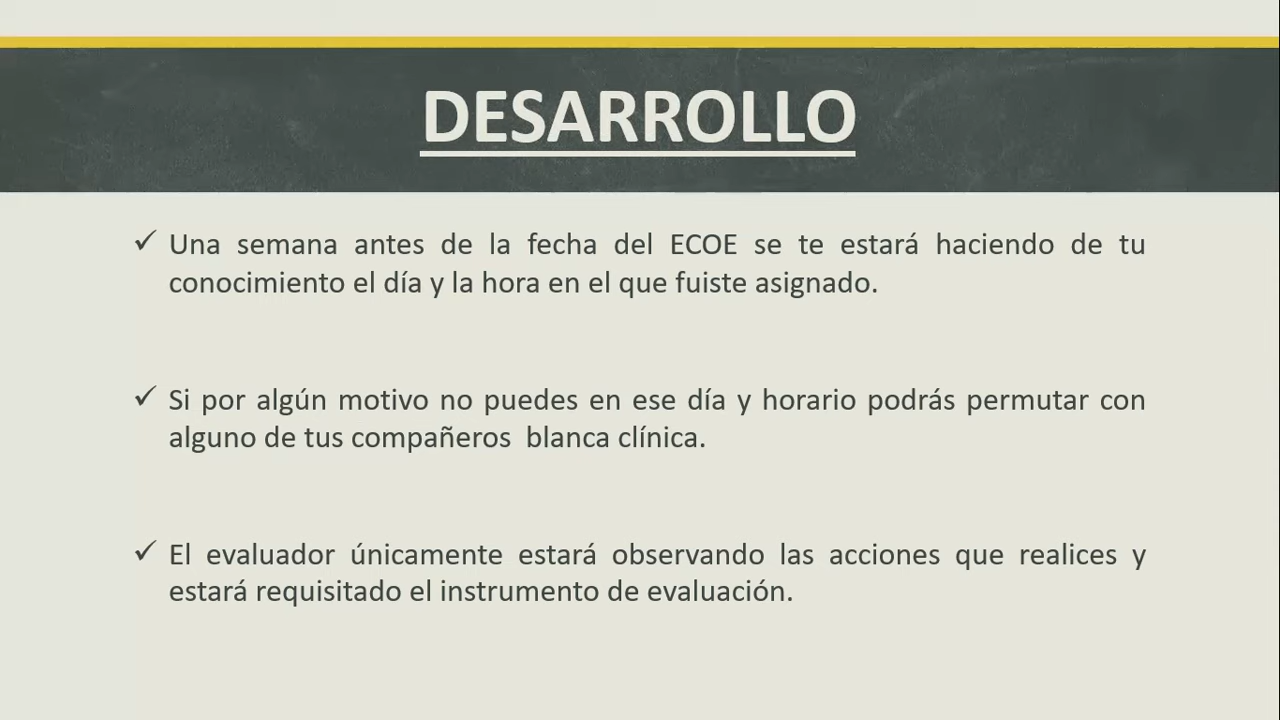 DESARROLLO
✓ Una semana antes de la fecha del ECOE se te estará haciendo de tu
conocimiento el día y la hora en el que fuiste asignado.
✓ Si por algún motivo no puedes en ese día y horario podrás permutar con
alguno de tus compañeros  blanca clínica.
✓ El evaluador únicamente estará observando las acciones que realices y
estará requisitado el instrumento de evaluación.